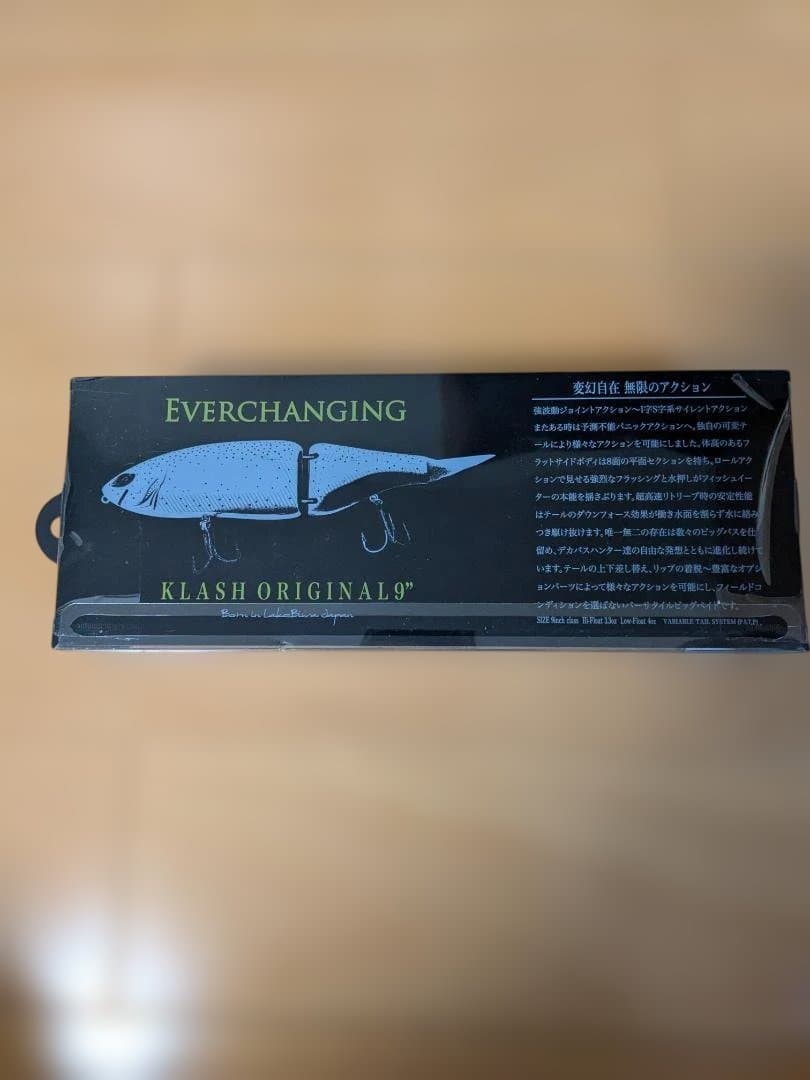 EVERCHANGING
KLASH ORIGINAL 9”
Born in Lake Biwa Japan
変幻自在 無限のアクション
強波動ジョイントアクション〜I字S字系サイレントアクション
またある時は予測不能パニックアクションへ。独自の可変テ
ールにより様々なアクションを可能にしました。体高のあるフ
ラットサイドボディは8面の平面セクションを持ち、ロールアク
ションで見せる強烈なフラッシングと水押しがフィッシュイー
ターの本能を揺さぶります。超高速リトリーブ時の安定性能
はテールのダウンフォース効果が働き水面を割らず水に絡み
つき駆け抜けます。唯一無二の存在は数々のビッグバスを仕
留め、デカバスハンター達の自由な発想とともに進化し続けて
います。テールの上下差し替え、リップの着脱〜豊富なオプシ
ョンパーツによって様々なアクションを可能にし、フィールドコ
ンディションを選ばないバーサタイルビッグベイトです。
SIZE 9inch class Hi-Float 3.3oz Low-Float 4oz VARIABLE TAIL SYSTEM (PAT.P)